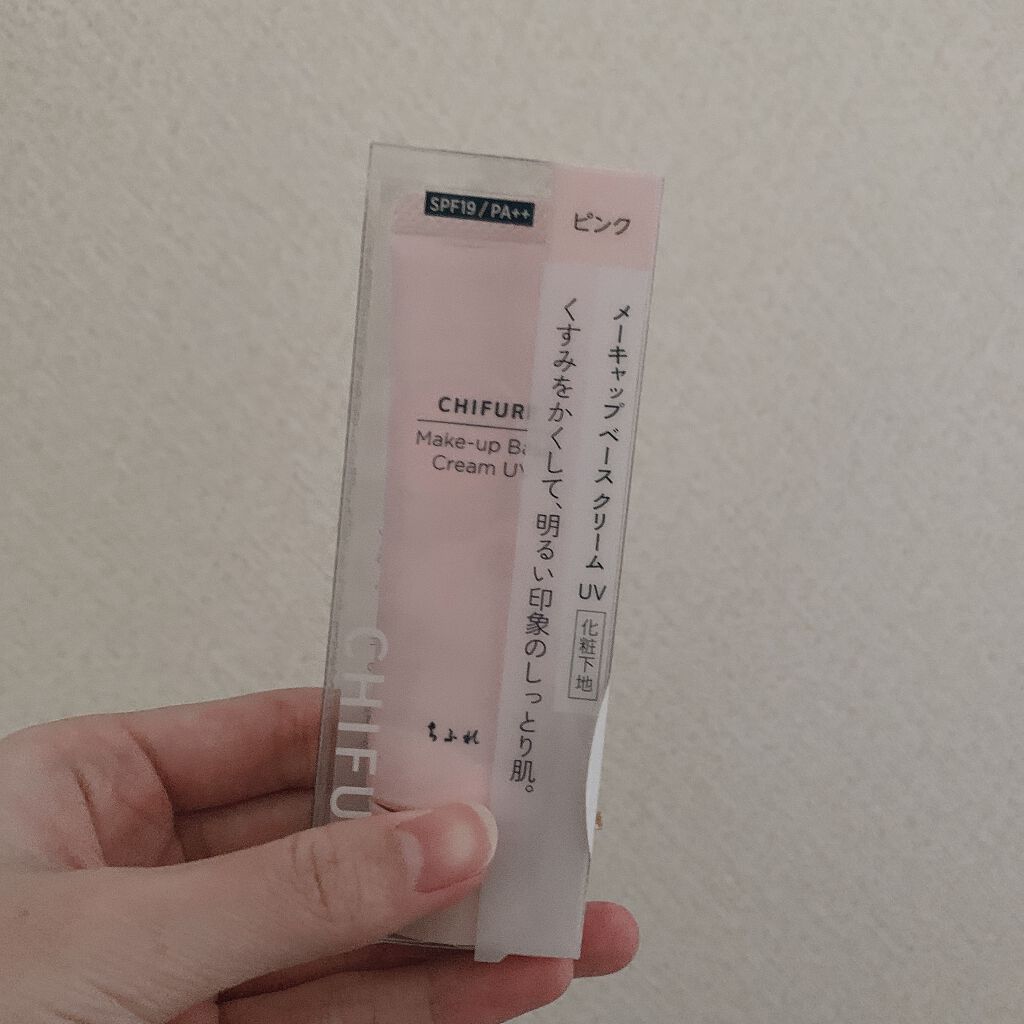 SPF19/PA++
ピンク
メーキャップ ベース クリーム UV
化粧下地
くすみをかくして、明るい印象のしっとり肌。
CHIFUR
Make-up Ba
Cream UV
ちふれ
CHIFU